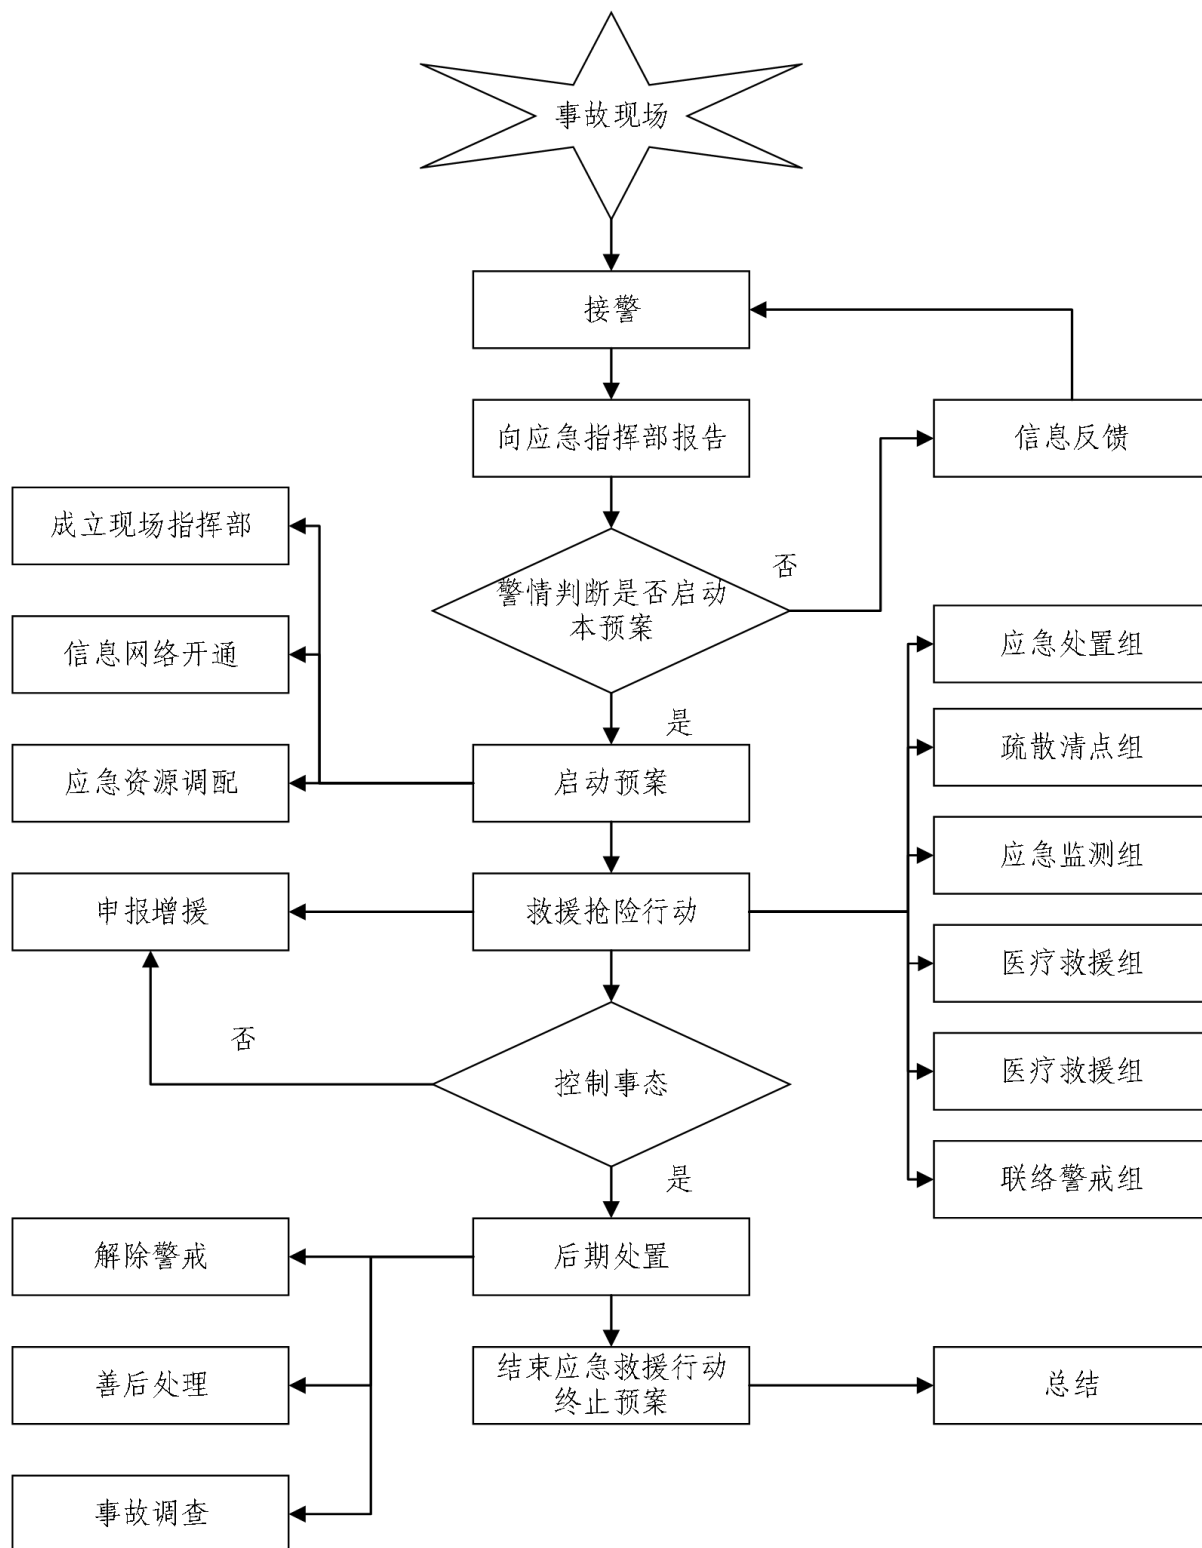 事故现场
接警
向应急指挥部报告
信息反馈
成立现场指挥部
否
警情判断是否启动
本预案
应急处置组
信息网络开通
是
疏散清点组
应急资源调配
启动预案
应急监测组
申报增援
救援抢险行动
医疗救援组
否
控制事态
医疗救援组
是
联络警戒组
解除警戒
后期处置
善后处理
结束应急救援行动
终止预案
总结
事故调查